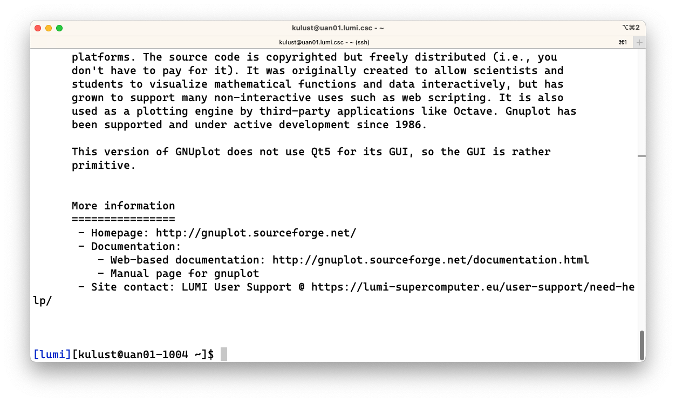 kulust@uan01.lumi.csc - ~
⌥⌘2
kulust@uan01.lumi.csc - ~ (ssh)
⌘1
+
platforms. The source code is copyrighted but freely distributed (i.e., you
don't have to pay for it). It was originally created to allow scientists and
students to visualize mathematical functions and data interactively, but has
grown to support many non-interactive uses such as web scripting. It is also
used as a plotting engine by third-party applications like Octave. Gnuplot has
been supported and under active development since 1986.
This version of GNUplot does not use Qt5 for its GUI, so the GUI is rather
primitive.
More information
================
- Homepage: http://gnuplot.sourceforge.net/
- Documentation:
- Web-based documentation: http://gnuplot.sourceforge.net/documentation.html
- Manual page for gnuplot
- Site contact: LUMI User Support @ https://lumi-supercomputer.eu/user-support/need-he
lp/
[lumi][kulust@uan01-1004 ~]$